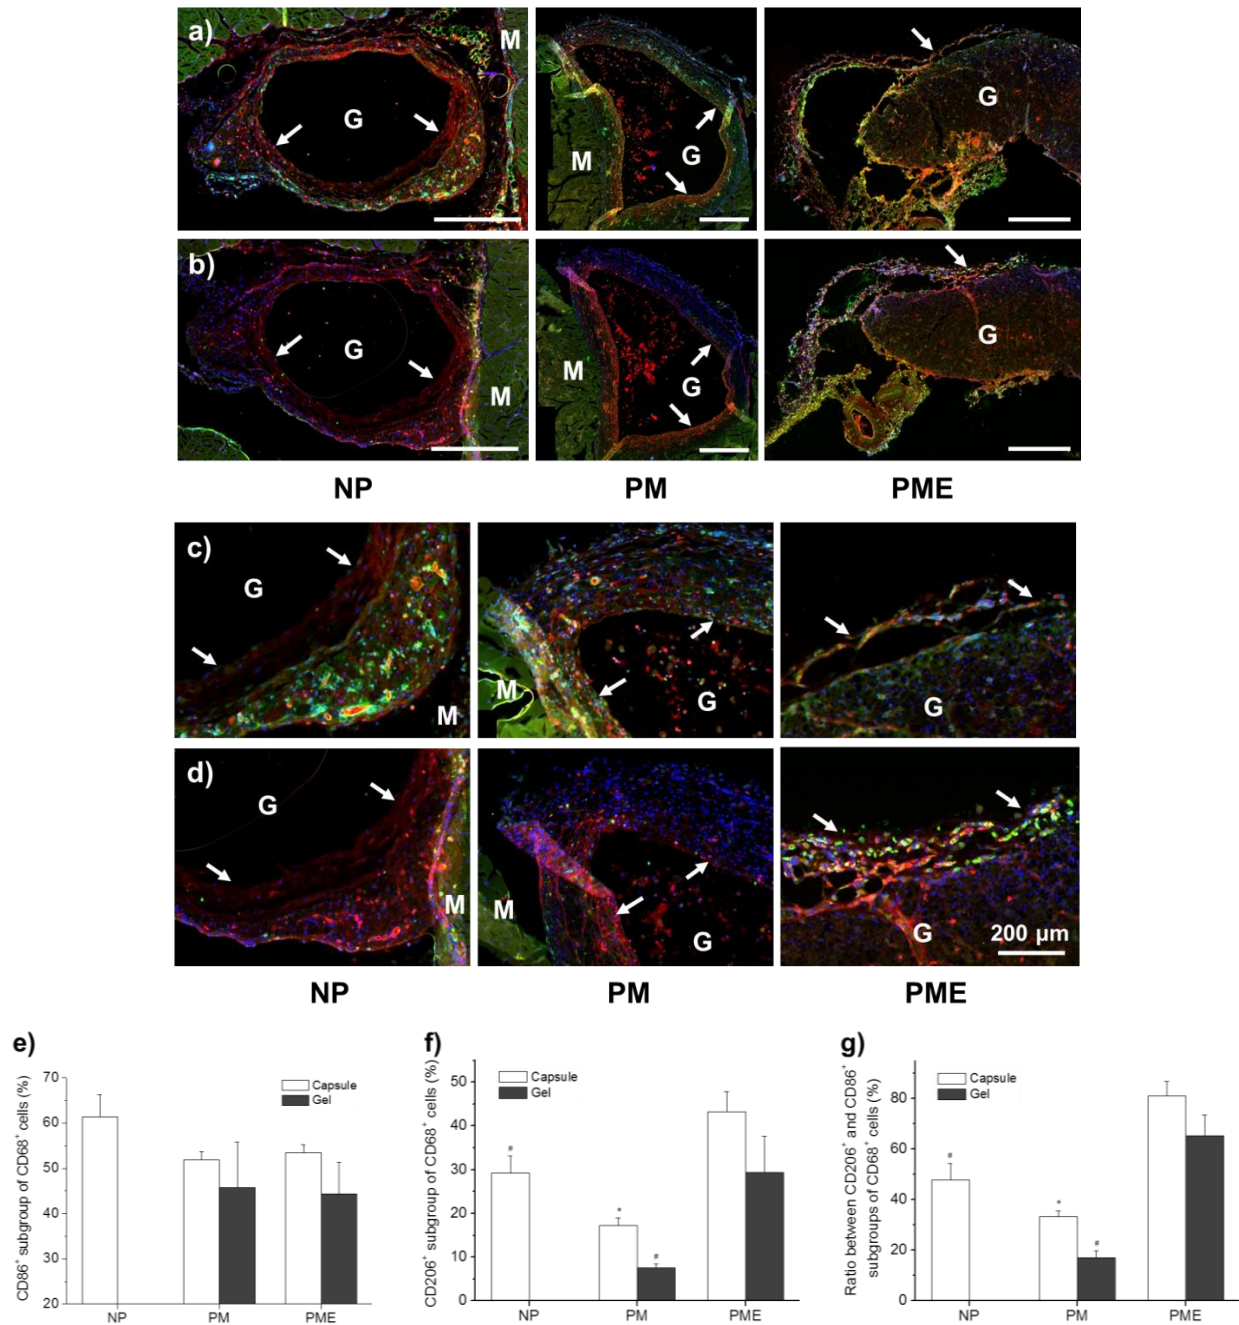 a)
G
M
M
G
G
b)
G
M
M
G
G
NP PM PME
c)
G
M
M
G
G
d)
G
M
M
G
G
200 µm
NP PM PME
e)
CD86⁺ subgroup of CD68⁺ cells (%)
70
60
50
40
30
20
Capsule
Gel
NP PM PME
f)
CD206⁺ subgroup of CD68⁺ cells (%)
50
40
30
20
10
0
Capsule
Gel
#
*
#
NP PM PME
g)
Ratio between CD206⁺ and CD86⁺
subgroups of CD68⁺ cells (%)
80
60
40
20
0
Capsule
Gel
#
*
#
NP PM PME